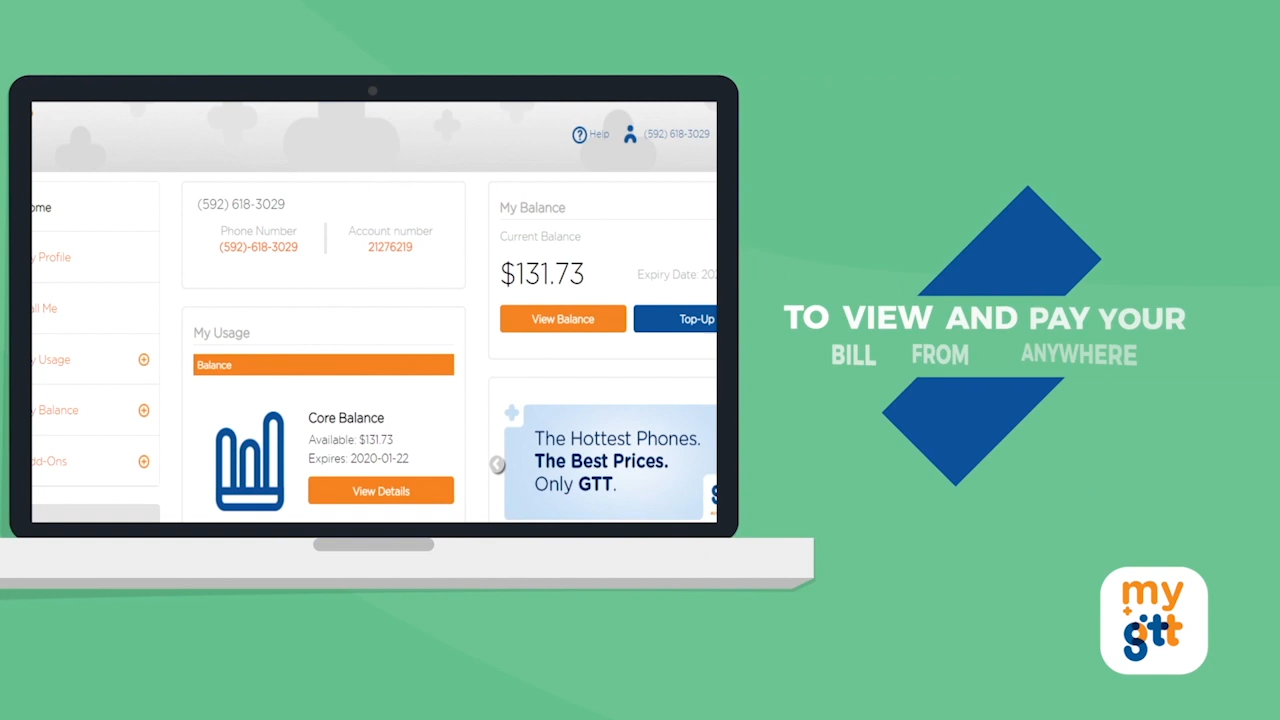 Help
(592) 618-3029
ome
y Profile
all Me
y Usage
y Balance
dd-Ons
(592) 618-3029
Phone Number
(592)-618-3029
Account number
21276219
My Usage
Balance
Core Balance
Available: $131.73
Expires: 2020-01-22
View Details
My Balance
Current Balance
$131.73
Expiry Date: 202
View Balance
Top-Up
The Hottest Phones.
The Best Prices.
Only GTT.
TO VIEW AND PAY YOUR
BILL FROM ANYWHERE
my
gtt